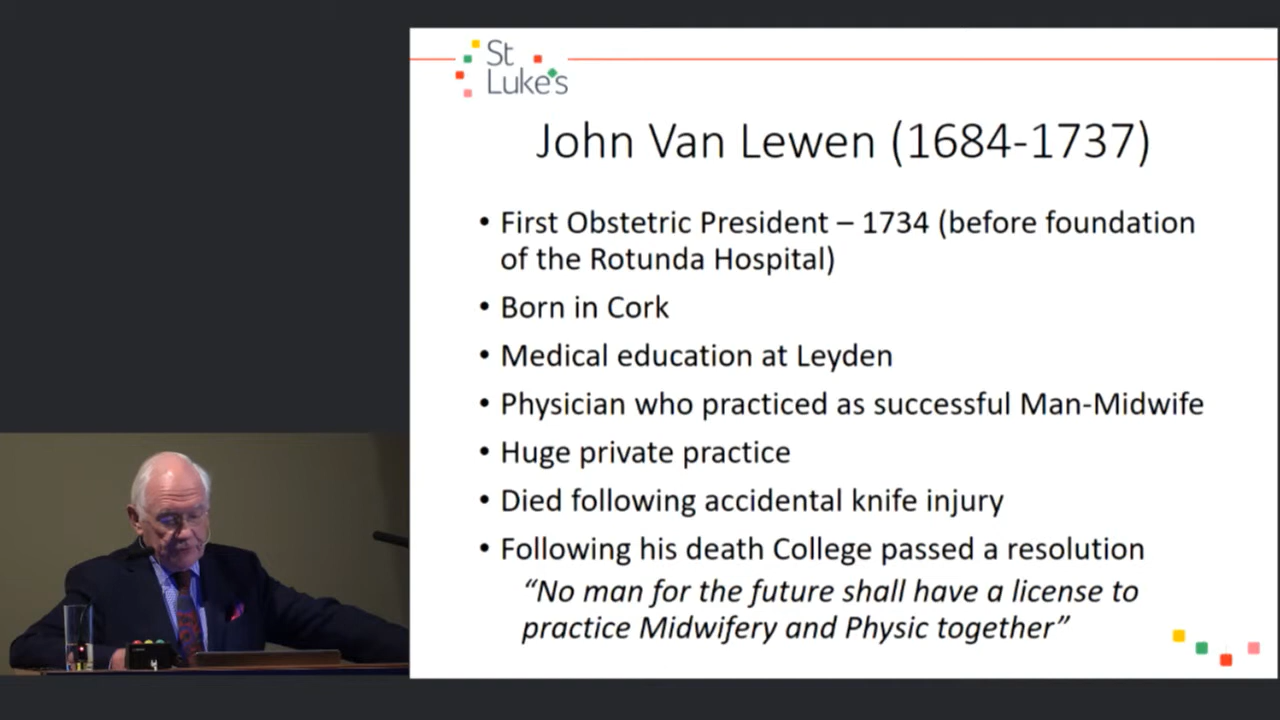 St
Luke's
John Van Lewen (1684-1737)
• First Obstetric President – 1734 (before foundation
of the Rotunda Hospital)
• Born in Cork
• Medical education at Leyden
• Physician who practiced as successful Man-Midwife
• Huge private practice
• Died following accidental knife injury
• Following his death College passed a resolution
“No man for the future shall have a license to
practice Midwifery and Physic together”